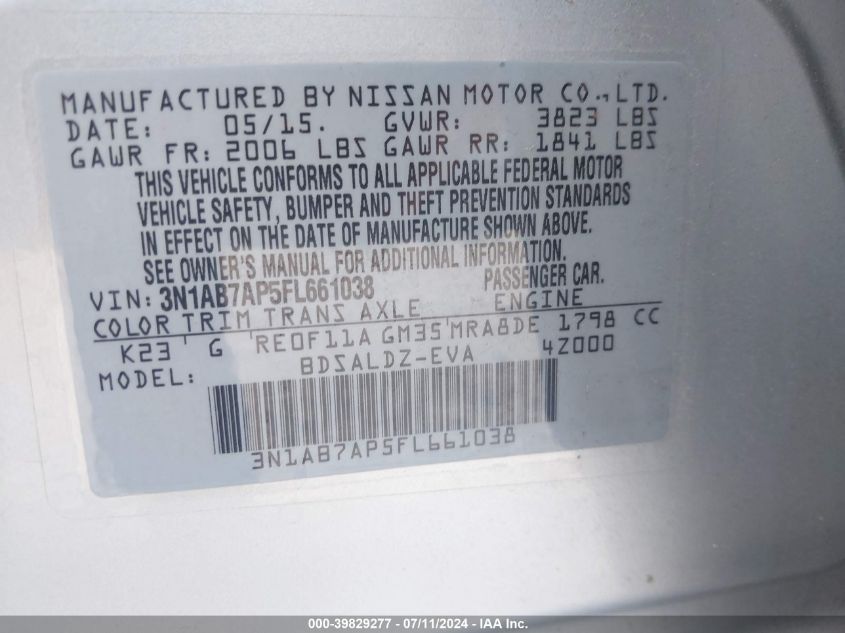 MANUFACTURED BY NISSAN MOTOR CO., LTD.
DATE: 05/15. GVWR: 3823 LBS
GAWR FR: 2006 LBS GAWR RR: 1841 LBS
THIS VEHICLE CONFORMS TO ALL APPLICABLE FEDERAL MOTOR
VEHICLE SAFETY, BUMPER AND THEFT PREVENTION STANDARDS
IN EFFECT ON THE DATE OF MANUFACTURE SHOWN ABOVE.
SEE OWNER'S MANUAL FOR ADDITIONAL INFORMATION.
VIN: 3N1AB7AP5FL661038 PASSENGER CAR.
COLOR TRIM TRANS AXLE ENGINE
K23 G RE0F11A GM35 MRA8DE 1798 CC
MODEL: BDSALDZ-EVA 4Z000
3N1AB7AP5FL661038
000-39829277 - 07/11/2024 - IAA Inc.